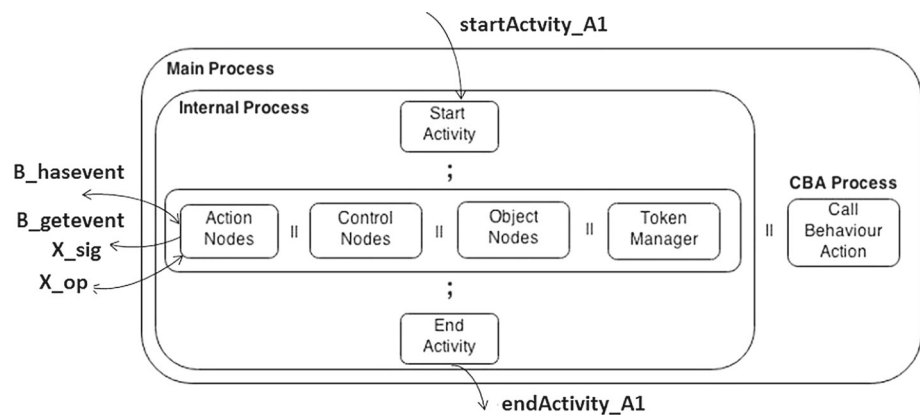 startActvity_A1
Main Process
Internal Process
Start
Activity
;
B_hasevent
B_getevent
X_sig
X_op
Action
Nodes
||
Control
Nodes
||
Object
Nodes
||
Token
Manager
||
CBA Process
Call
Behaviour
Action
;
End
Activity
endActivity_A1